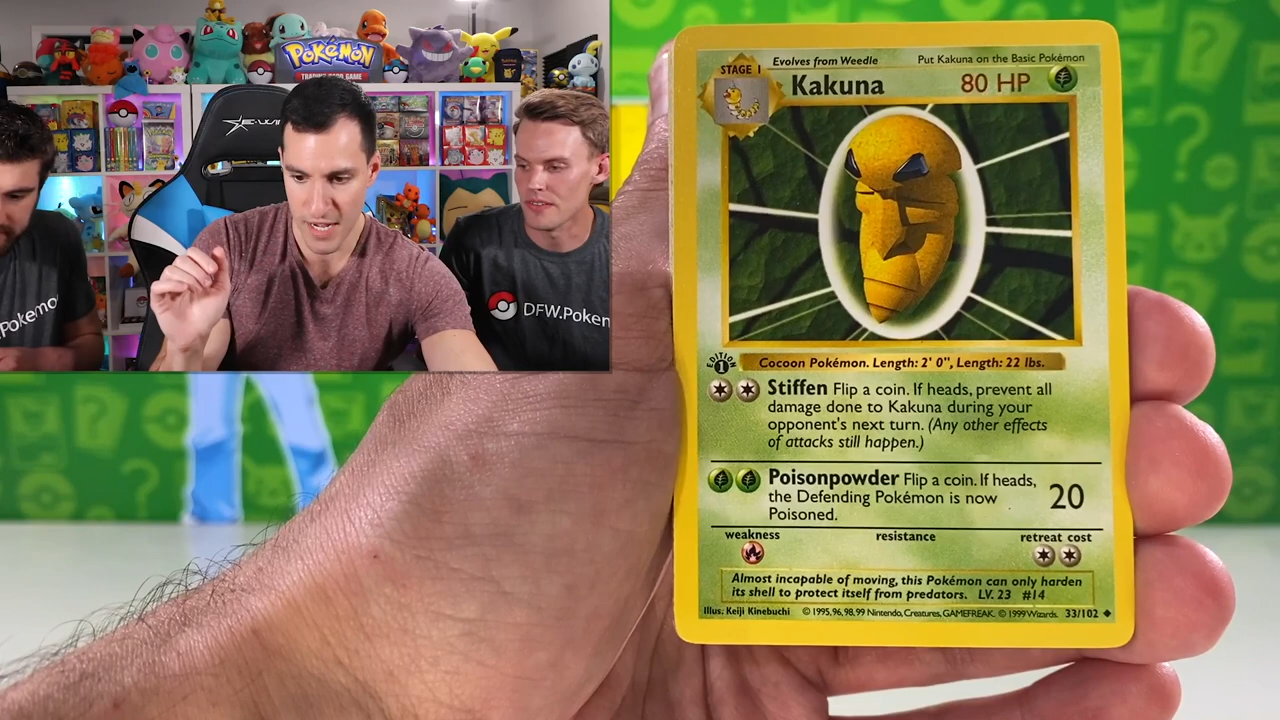 Pokémon
TRADING CARD GAME
DFW.Poken
.Pokemo
Evolves from Weedle
Put Kakuna on the Basic Pokémon
STAGE 1
Kakuna
80 HP
EDITION
1
Cocoon Pokémon. Length: 2' 0", Length: 22 lbs.
Stiffen Flip a coin. If heads, prevent all
damage done to Kakuna during your
opponent's next turn. (Any other effects
of attacks still happen.)
Poisonpowder Flip a coin. If heads,
the Defending Pokémon is now
Poisoned.
20
weakness
resistance
retreat cost
Almost incapable of moving, this Pokémon can only harden
its shell to protect itself from predators. LV. 23 #14
Illus. Keiji Kinebuchi © 1995, 96, 98, 99 Nintendo, Creatures, GAMEFREAK. © 1999 Wizards. 33/102